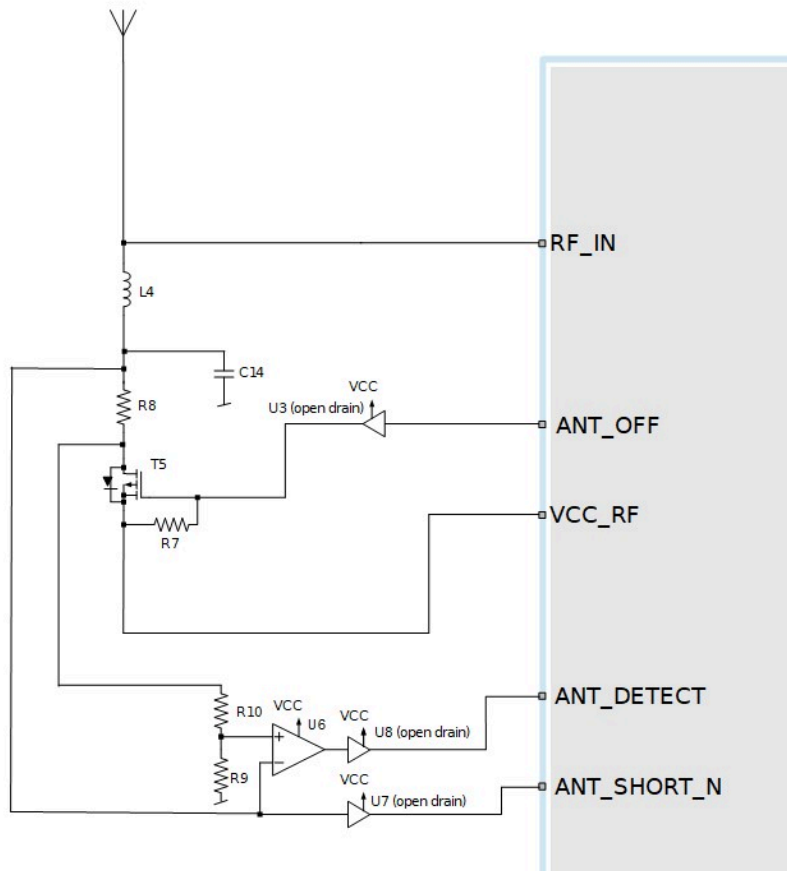 RF_IN
L4
C14
VCC
R8
U3 (open drain)
ANT_OFF
T5
VCC_RF
R7
ANT_DETECT
R10
VCC
U6
VCC
U8 (open drain)
R9
VCC
ANT_SHORT_N
U7 (open drain)